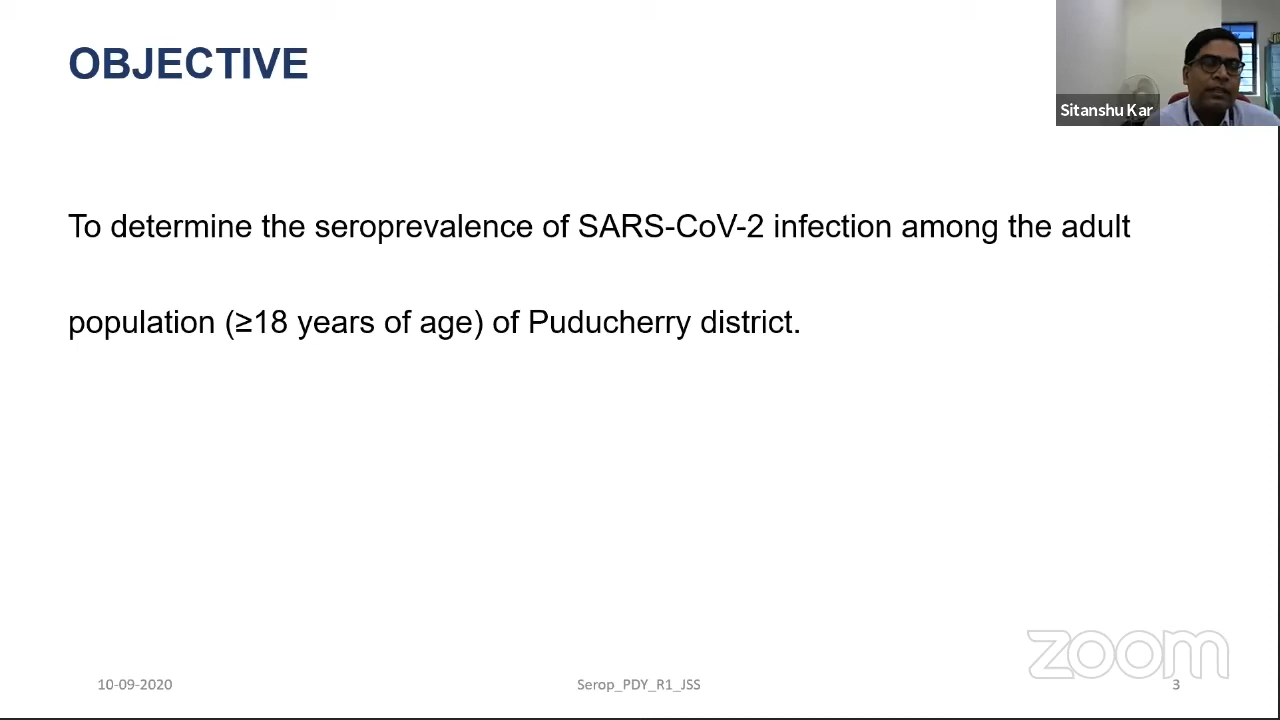 OBJECTIVE
Sitanshu Kar
To determine the seroprevalence of SARS-CoV-2 infection among the adult
population (≥18 years of age) of Puducherry district.
zoom
10-09-2020
Serop_PDY_R1_JSS
3